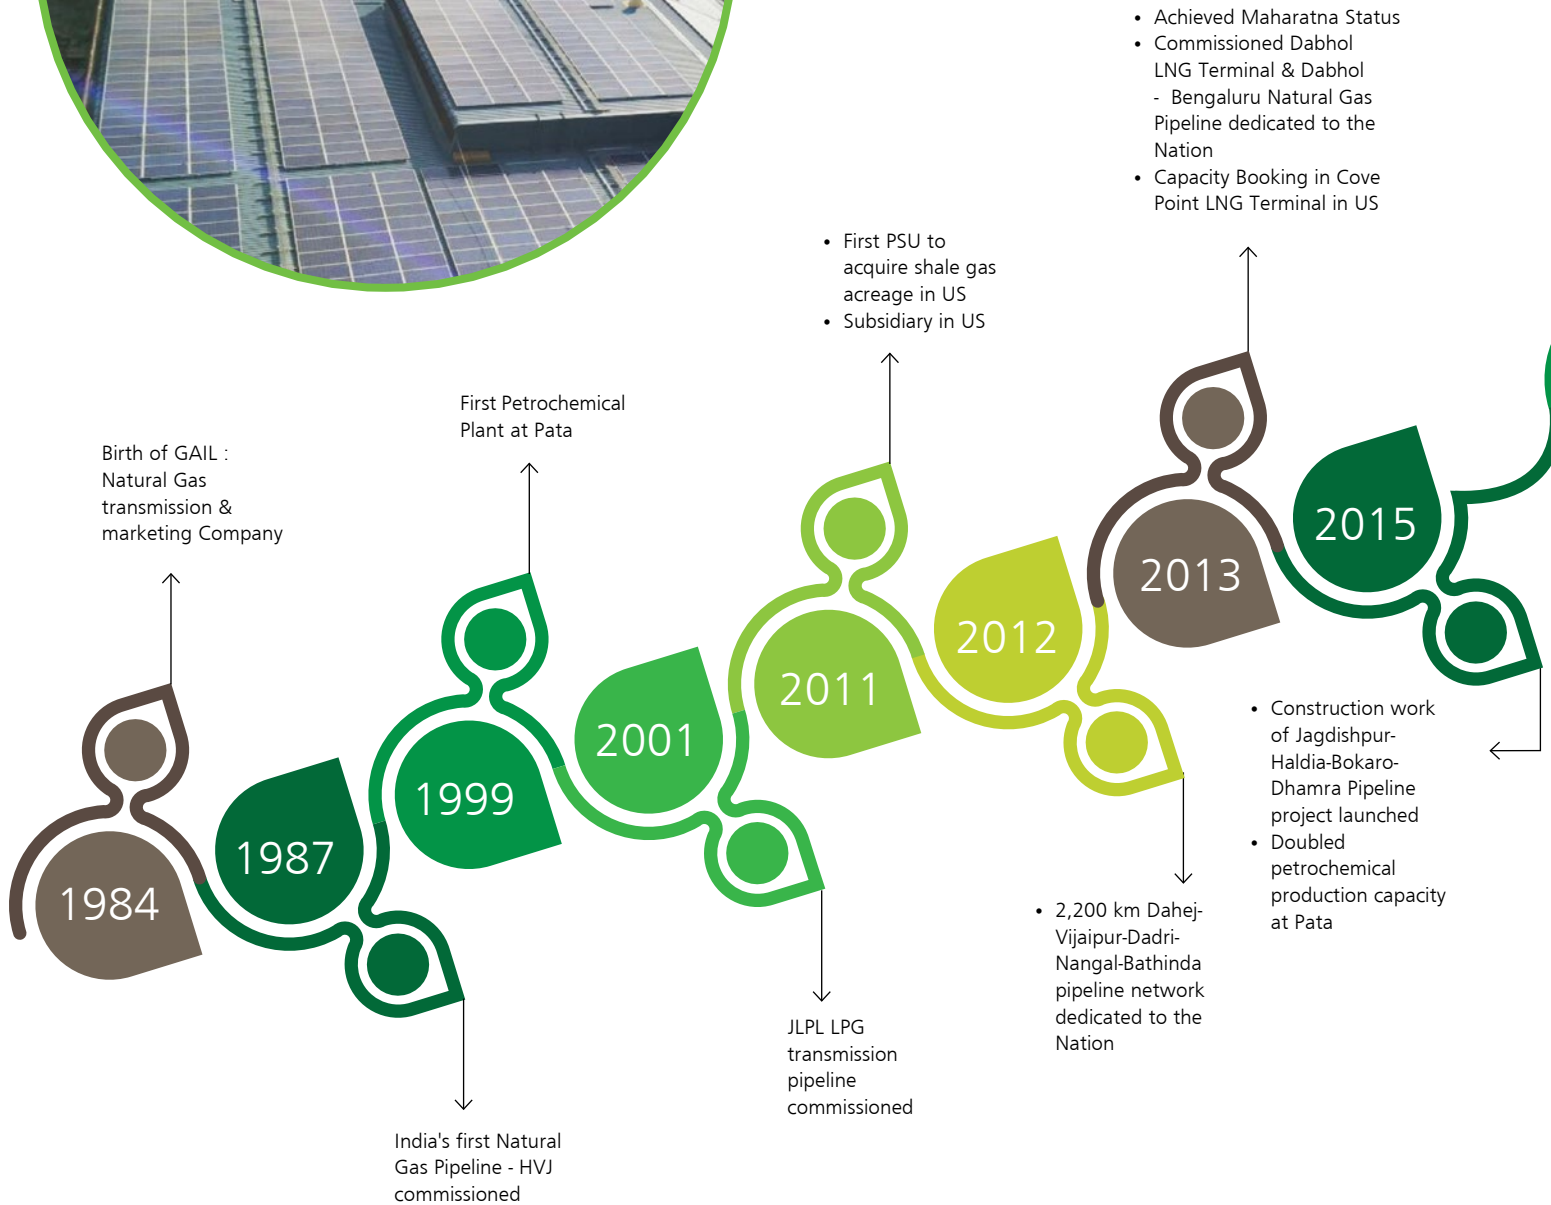 • Achieved Maharatna Status
• Commissioned Dabhol
LNG Terminal & Dabhol
- Bengaluru Natural Gas
Pipeline dedicated to the
Nation
• Capacity Booking in Cove
Point LNG Terminal in US
• First PSU to
acquire shale gas
acreage in US
• Subsidiary in US
First Petrochemical
Plant at Pata
Birth of GAIL :
Natural Gas
transmission &
marketing Company
1984
1987
1999
2001
2011
2012
2013
2015
India's first Natural
Gas Pipeline - HVJ
commissioned
JLPL LPG
transmission
pipeline
commissioned
• 2,200 km Dahej-
Vijaipur-Dadri-
Nangal-Bathinda
pipeline network
dedicated to the
Nation
• Construction work
of Jagdishpur-
Haldia-Bokaro-
Dhamra Pipeline
project launched
• Doubled
petrochemical
production capacity
at Pata